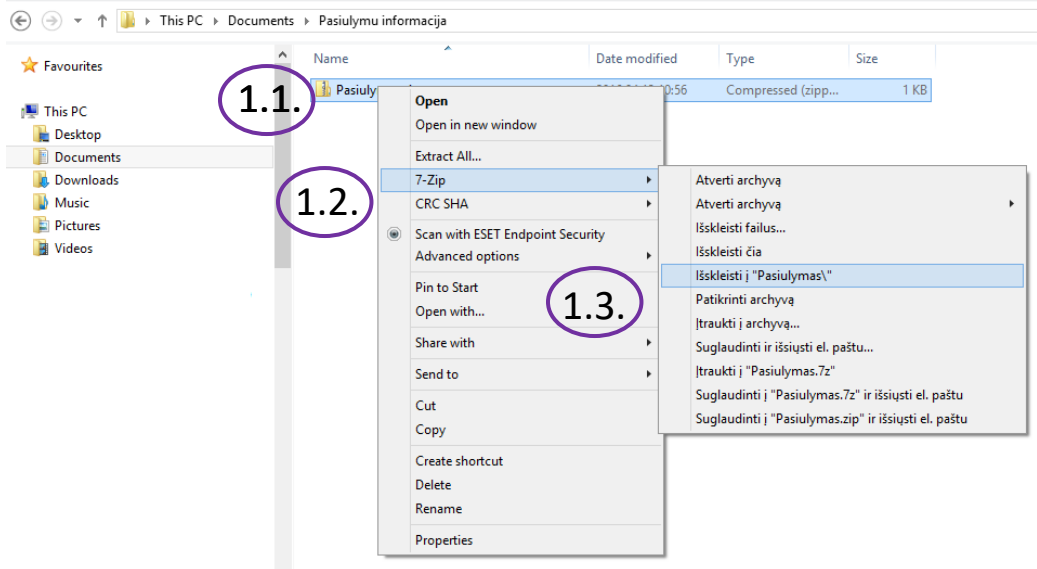 This PC Documents Pasiulymu informacija
Favourites
This PC
Desktop
Documents
Downloads
Music
Pictures
Videos
Name Date modified Type Size
1.1.
:56 Compressed (zipp... 1 KB
Open
Open in new window
Extract All...
1.2.
7-Zip
CRC SHA
Scan with ESET Endpoint Security
Advanced options
Pin to Start
Open with...
1.3.
Share with
Send to
Cut
Copy
Create shortcut
Delete
Rename
Properties
Atverti archyvą
Atverti archyvą
Išskleisti failus...
Išskleisti čia
Išskleisti į "Pasiulymas\"
Patikrinti archyvą
Įtraukti į archyvą...
Suglaudinti ir išsiųsti el. paštu...
Įtraukti į "Pasiulymas.7z"
Suglaudinti į "Pasiulymas.7z" ir išsiųsti el. paštu
Suglaudinti į "Pasiulymas.zip" ir išsiųsti el. paštu